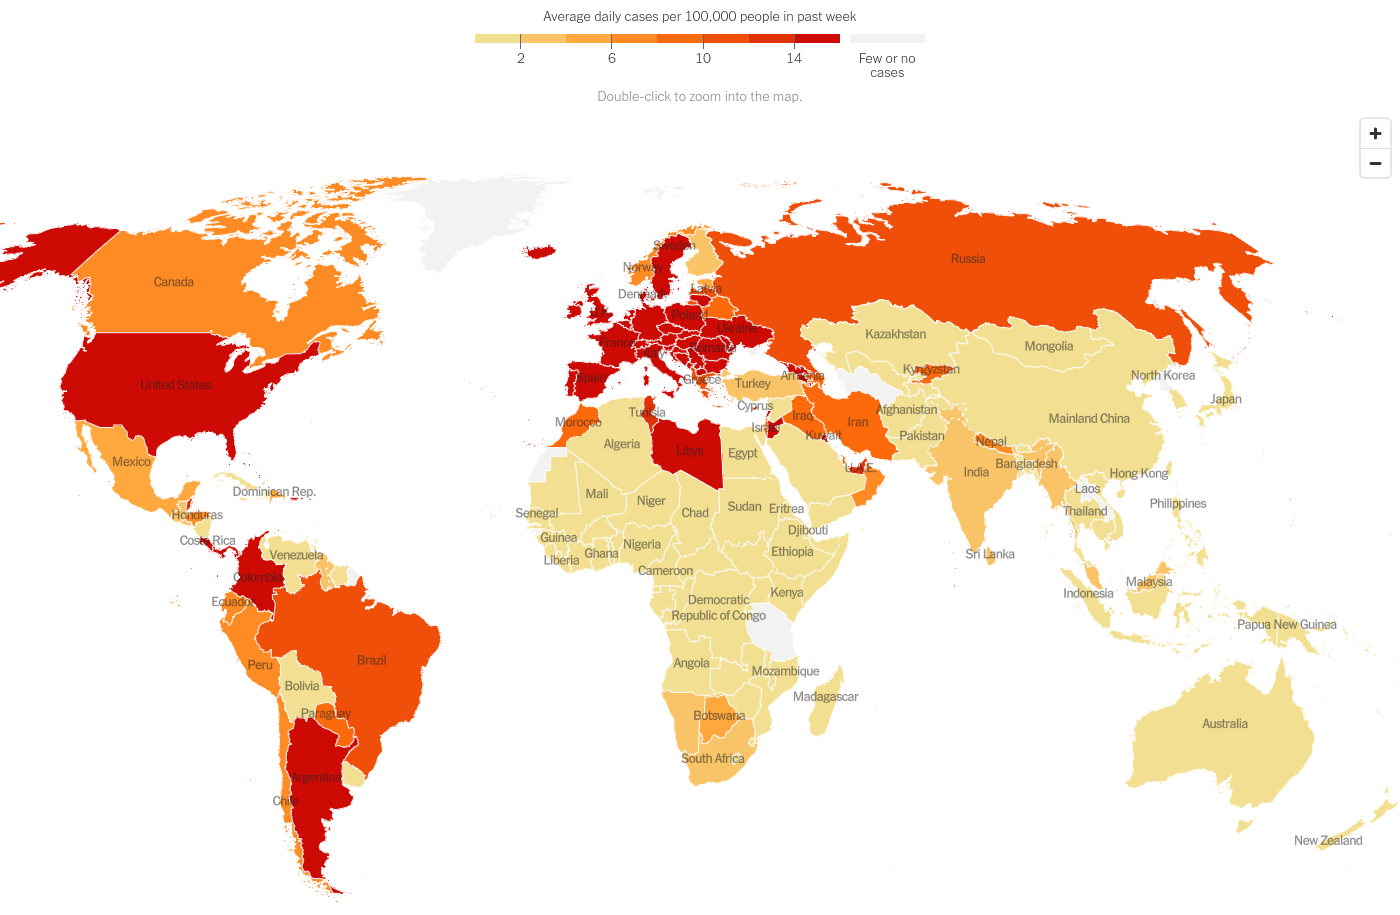 Average daily cases per 100,000 people in past week
2 6 10 14 Few or no
cases
Double-click to zoom into the map.
+
−
Sweden
Russia
Norway
Canada
Latvia
Denmark
U.K.
Poland
Ukraine
Kazakhstan
France
Italy
Romania
Mongolia
Kyrgyzstan
Armenia
North Korea
Spain
Greece
Turkey
United States
Japan
Cyprus
Afghanistan
Tunisia
Iraq
Mainland China
Morocco
Iran
Israel
Kuwait
Pakistan
Nepal
Algeria
Libya
Egypt
Mexico
Bangladesh
U.A.E.
India
Hong Kong
Dominican Rep.
Mali
Laos
Niger
Philippines
Sudan
Eritrea
Honduras
Senegal
Chad
Thailand
Djibouti
Costa Rica
Guinea
Nigeria
Ghana
Ethiopia
Venezuela
Sri Lanka
Liberia
Cameroon
Colombia
Malaysia
Kenya
Indonesia
Ecuador
Democratic
Republic of Congo
Papua New Guinea
Brazil
Peru
Angola
Mozambique
Bolivia
Madagascar
Paraguay
Botswana
Australia
South Africa
Argentina
Chile
New Zealand